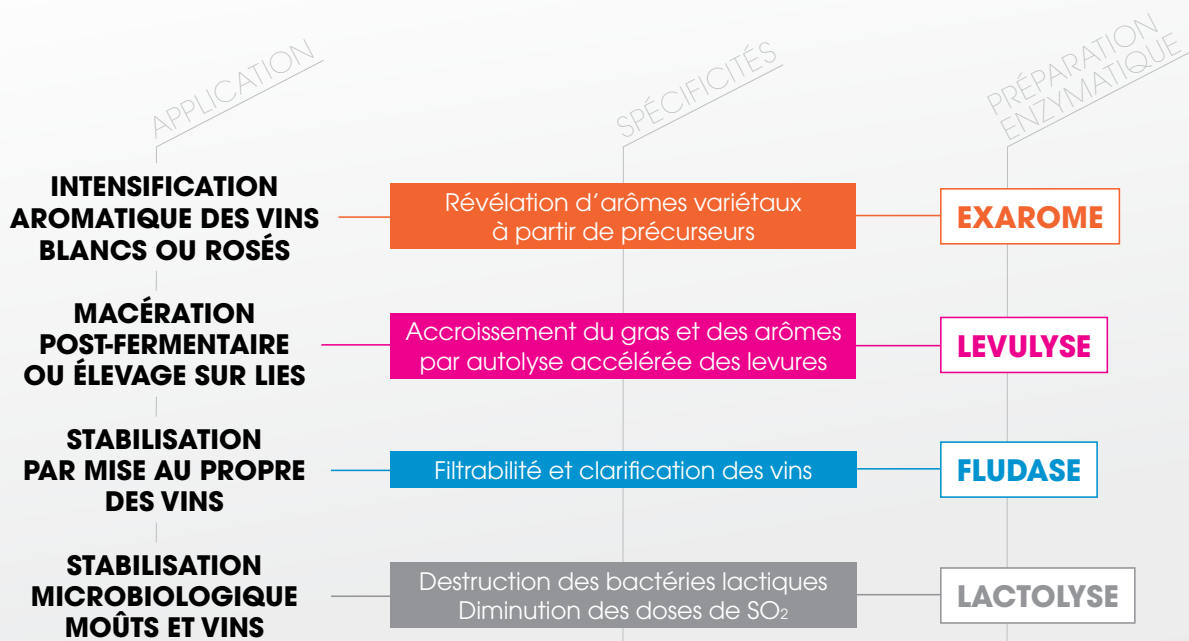 APPLICATION
SPÉCIFICITÉS
PRÉPARATION
ENZYMATIQUE
INTENSIFICATION
AROMATIQUE DES VINS
BLANCS OU ROSÉS
Révélation d'arômes variétaux
à partir de précurseurs
EXAROME
MACÉRATION
POST-FERMENTAIRE
OU ÉLEVAGE SUR LIES
Accroissement du gras et des arômes
par autolyse accélérée des levures
LEVULYSE
STABILISATION
PAR MISE AU PROPRE
DES VINS
Filtrabilité et clarification des vins
FLUDASE
STABILISATION
MICROBIOLOGIQUE
MOÛTS ET VINS
Destruction des bactéries lactiques
Diminution des doses de SO₂
LACTOLYSE